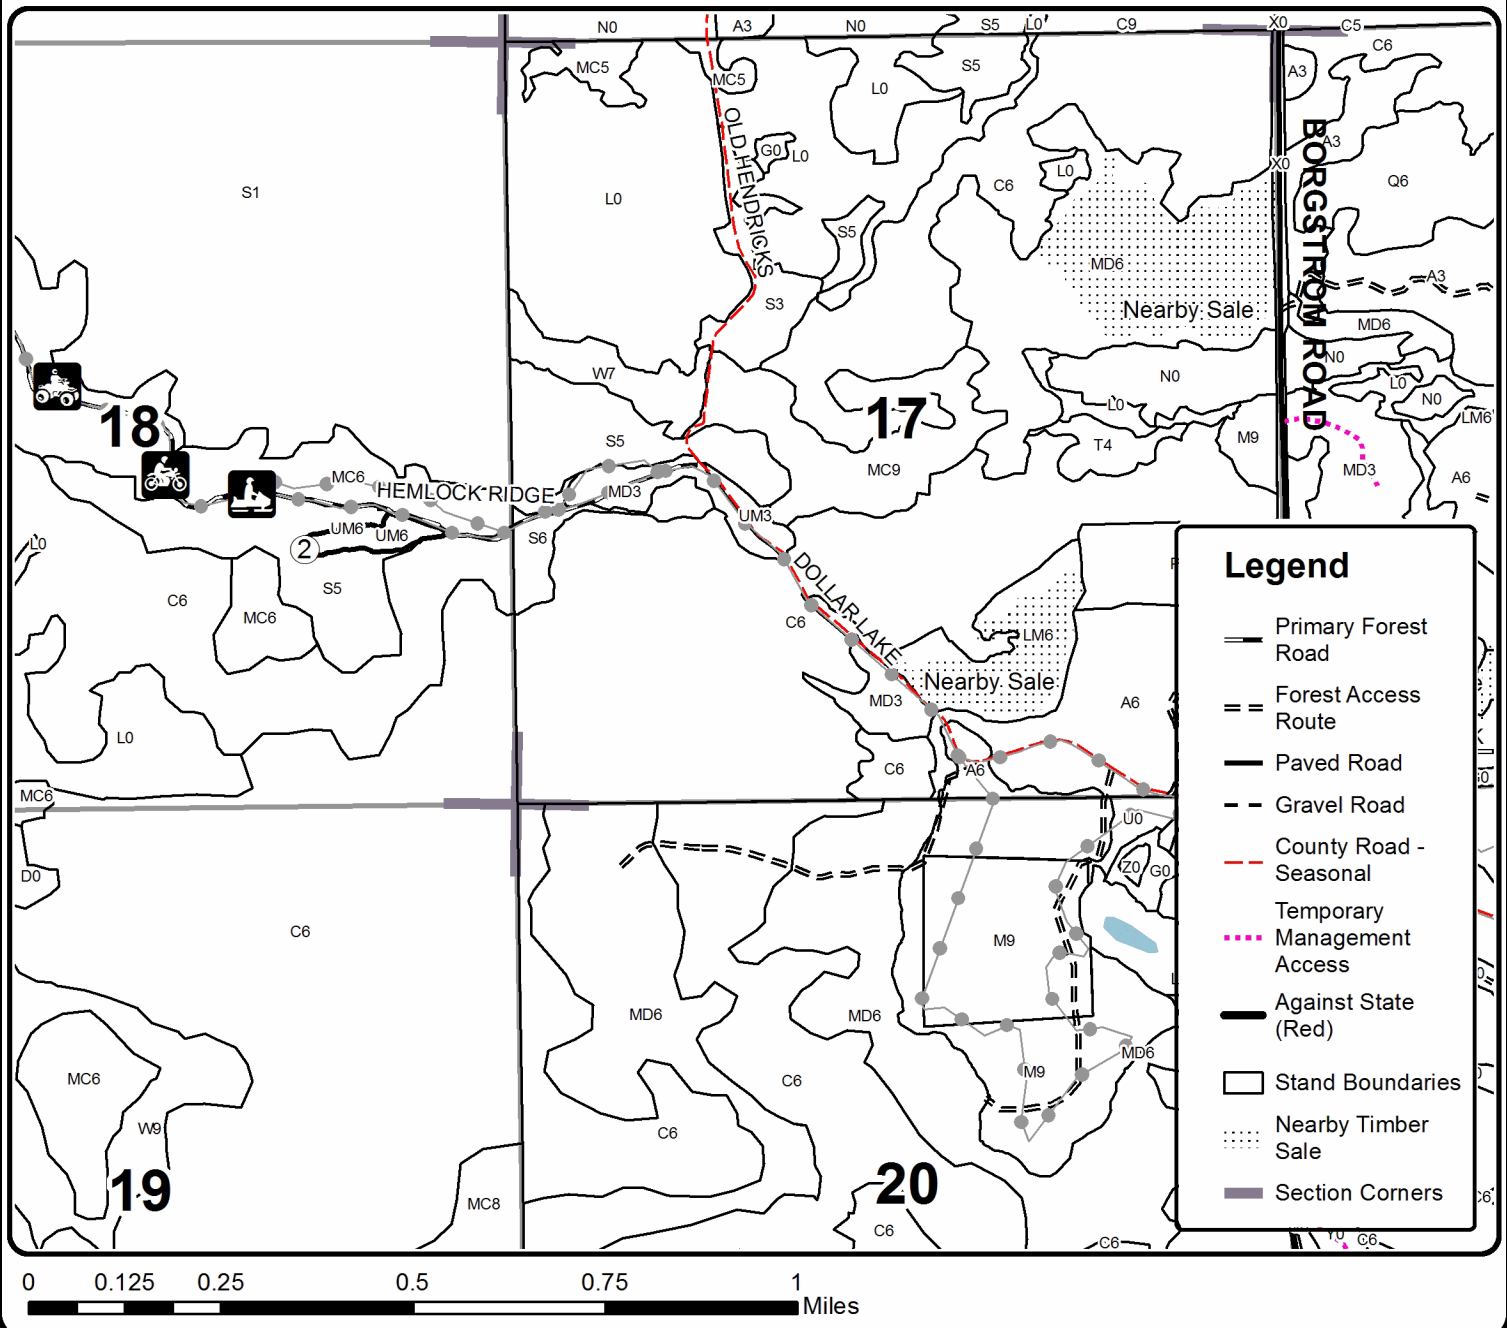 N0 A3 N0 S5 L0 C9 X0 C5
MC5 MC5 L0 S5 A3 C6
OLD HENDRICKS
G0 L0
A3
X0
BORGSTROM ROAD
S1 L0 C6 L0 Q6
S5
MD6
A3
S3
Nearby Sale
MD6
N0
W7 N0 L0
N0
L0
LM6
18 17
S5 T4 M9
MC9 MD3 A6
MC6
HEMLOCK RIDGE
MD3
UM3
UM6 UM6
S6
L0
2
DOLLAR LAKE
S5
C6
MC6
C6
LM6
Nearby Sale
MD3
A6
L0
C6 A6
MC6
U0
Z0 G0
D0
C6
M9
MD6 MD6
MD6
M9
MC6 C6
W9
C6
19 20
MC8
C6
C6
Y0 C6
Legend
Primary Forest
Road
Forest Access
Route
Paved Road
Gravel Road
County Road -
Seasonal
Temporary
Management
Access
Against State
(Red)
Stand Boundaries
Nearby Timber
Sale
Section Corners
0 0.125 0.25 0.5 0.75 1
Miles